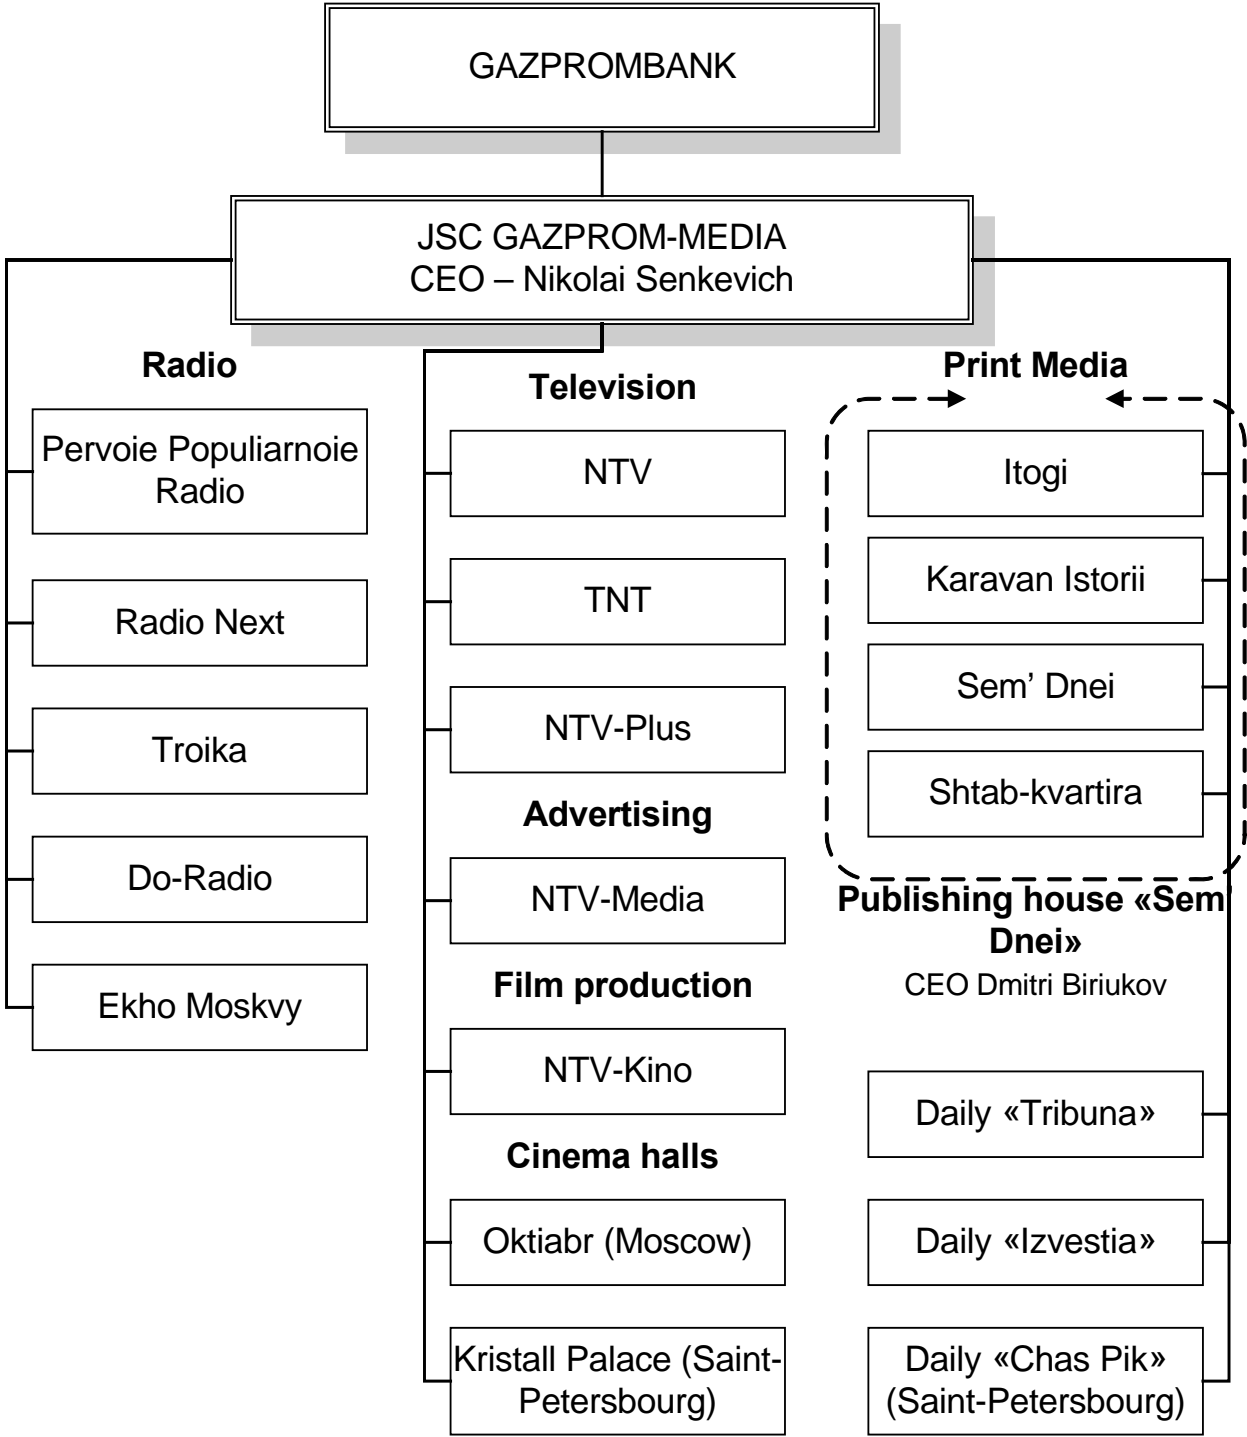 GAZPROMBANK
JSC GAZPROM-MEDIA
CEO – Nikolai Senkevich
Radio
Pervoie Populiarnoie
Radio
Radio Next
Troika
Do-Radio
Ekho Moskvy
Television
NTV
TNT
NTV-Plus
Advertising
NTV-Media
Film production
NTV-Kino
Cinema halls
Oktiabr (Moscow)
Kristall Palace (Saint-
Petersbourg)
Print Media
Itogi
Karavan Istorii
Sem’ Dnei
Shtab-kvartira
Publishing house «Sem’
Dnei»
CEO Dmitri Biriukov
Daily «Tribuna»
Daily «Izvestia»
Daily «Chas Pik»
(Saint-Petersbourg)